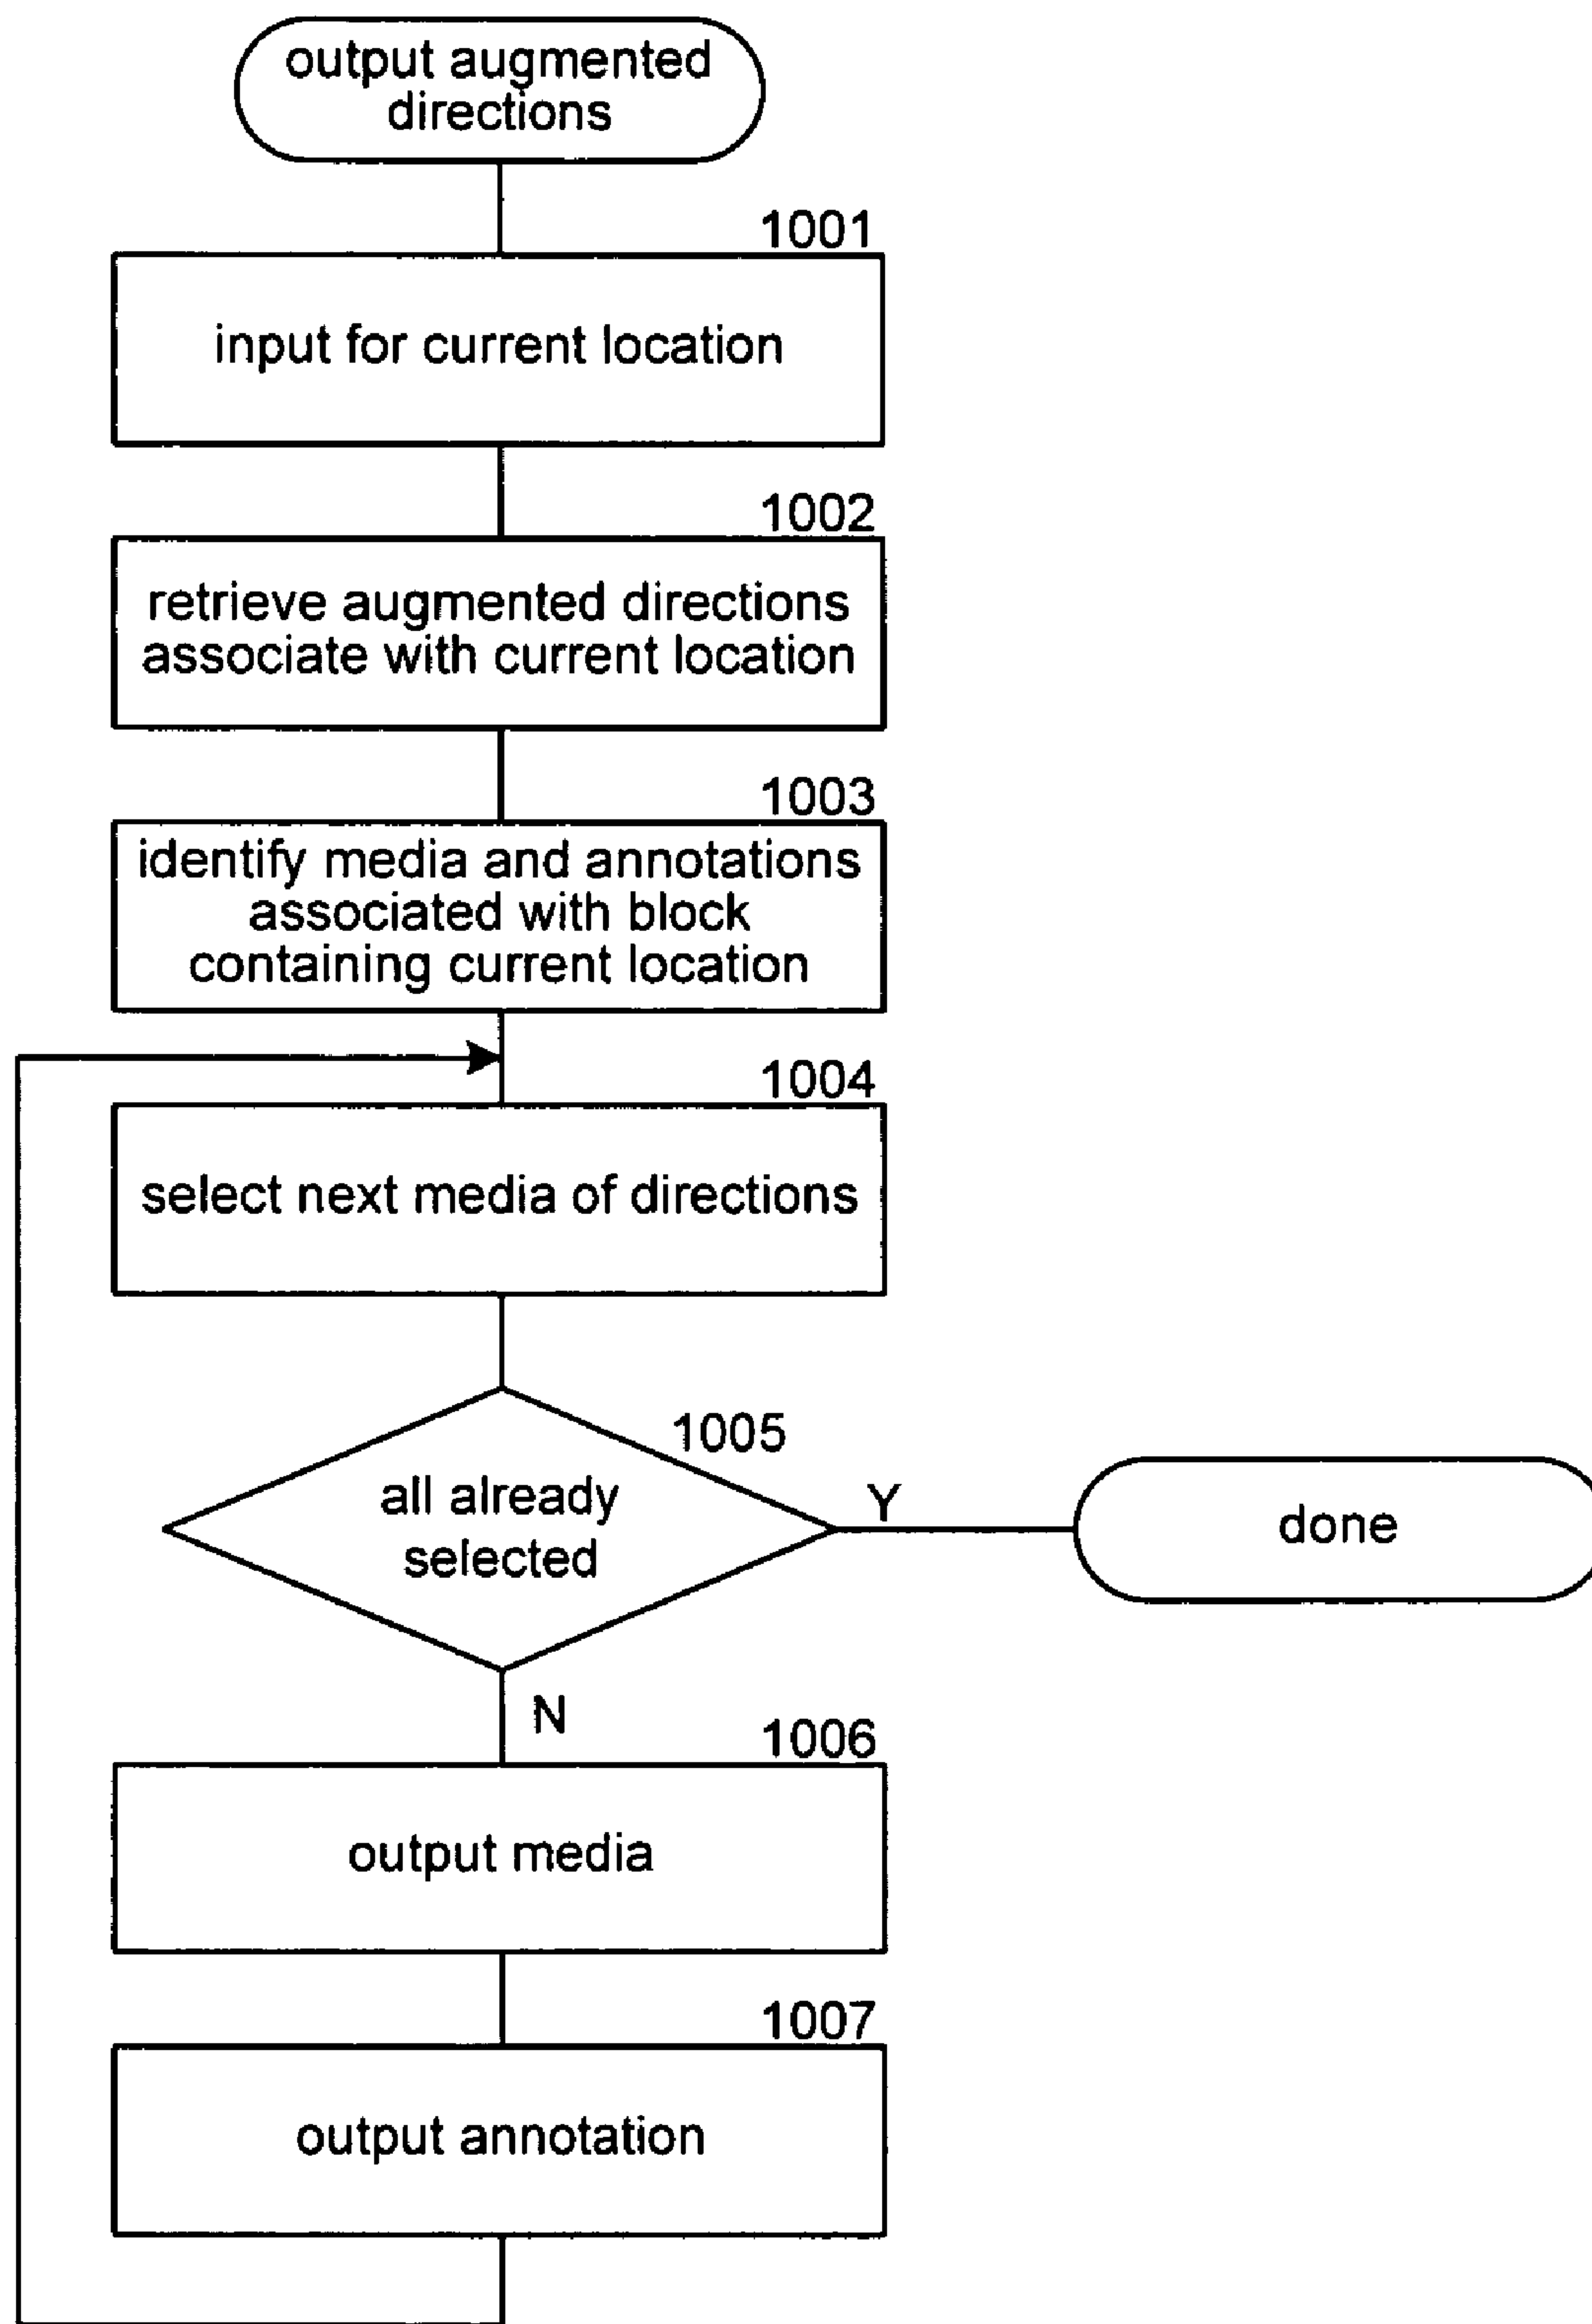 output augmented
directions
1001
input for current location
1002
retrieve augmented directions
associate with current location
1003
identify media and annotations
associated with block
containing current location
1004
select next media of directions
1005
all already
selected
Y
done
N
1006
output media
1007
output annotation